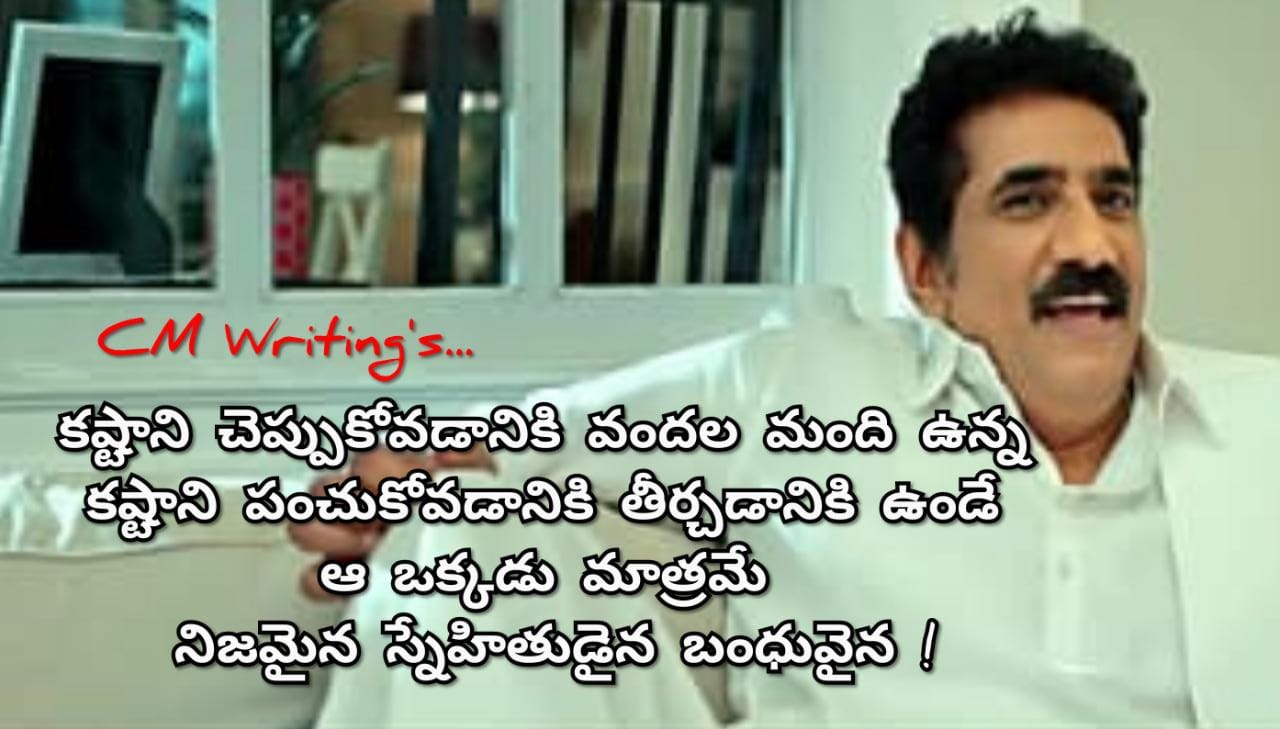 CM Writing's...
కష్టాని చెప్పుకోవడానికి వందల మంది ఉన్న
కష్టాని పంచుకోవడానికి తీర్చడానికి ఉండే
ఆ ఒక్కడు మాత్రమే
నిజమైన స్నేహితుడైన బంధువైన !